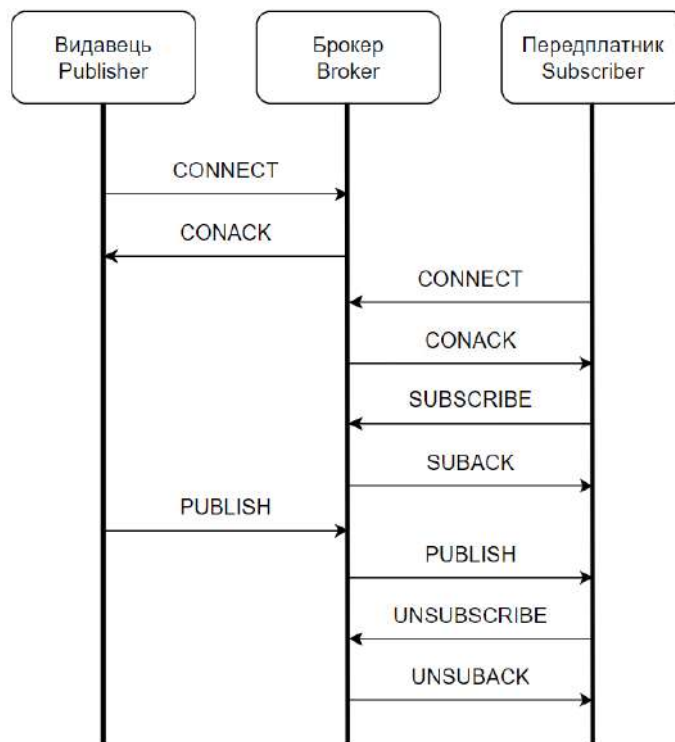 Видавець
Publisher
Брокер
Broker
Передплатник
Subscriber
CONNECT
CONACK
CONNECT
CONACK
SUBSCRIBE
SUBACK
PUBLISH
PUBLISH
UNSUBSCRIBE
UNSUBACK